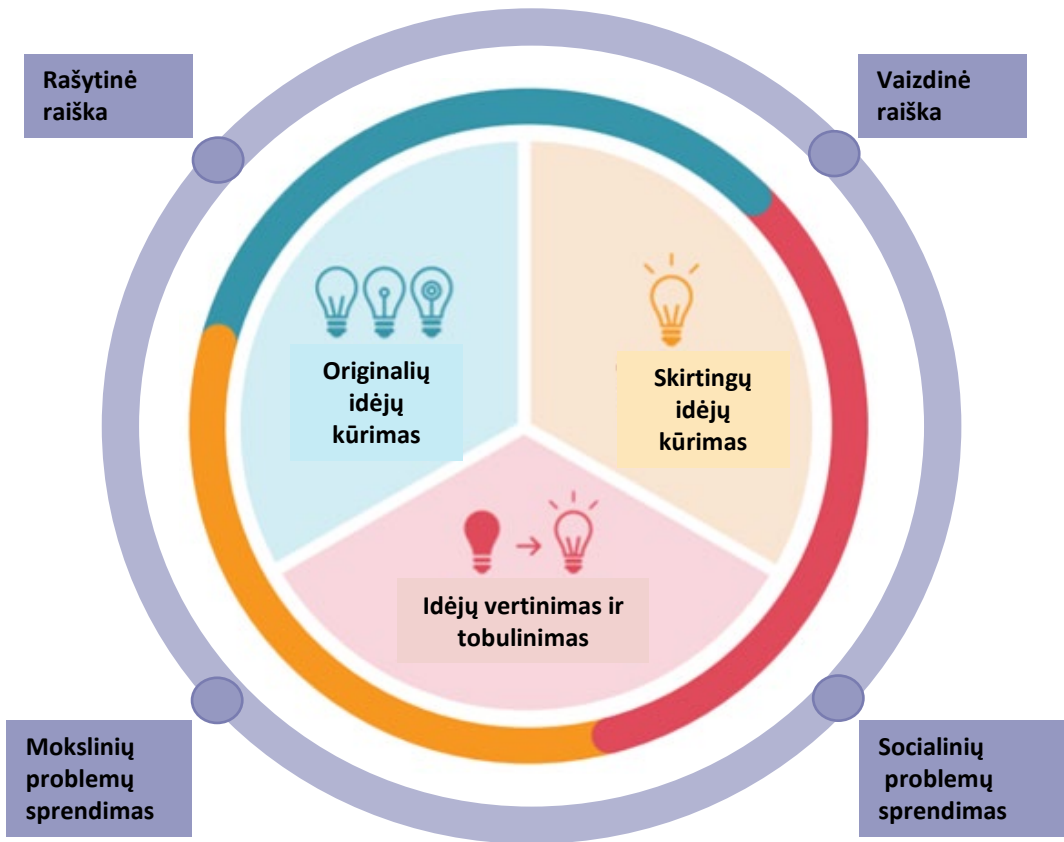 Rašytinė
raiška
Vaizdinė
raiška
Originalių
idėjų
kūrimas
Skirtingų
idėjų
kūrimas
Idėjų vertinimas ir
tobulinimas
Mokslinių
problemų
sprendimas
Socialinių
problemų
sprendimas